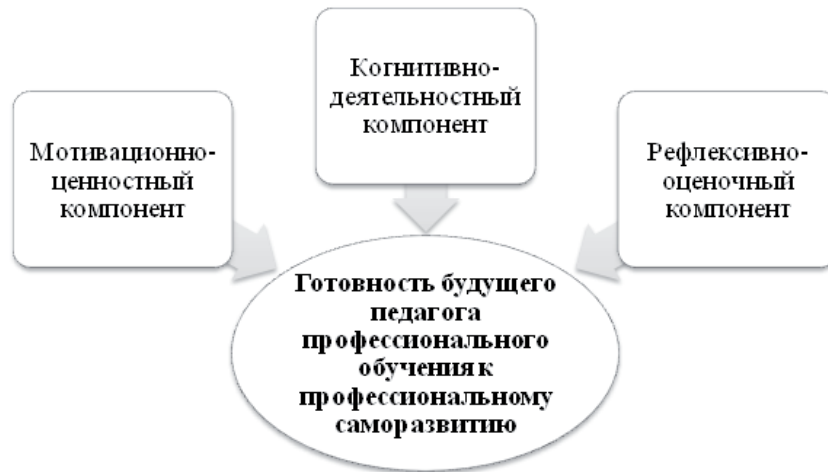 Мотивационно-
ценностный
компонент
Когнитивно-
деятельностный
компонент
Рефлексивно-
оценочный
компонент
Готовность будущего
педагога
профессионального
обучения к
профессиональному
саморазвитию